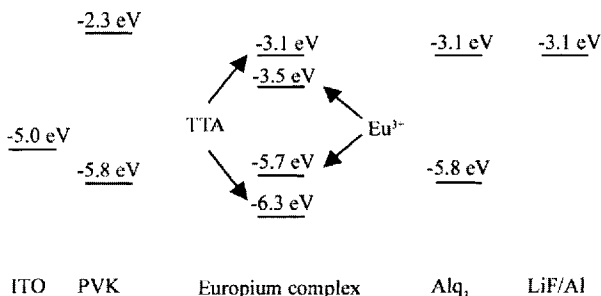 -2.3 eV
-3.1 eV
-3.1 eV
-3.1 eV
-3.5 eV
TTA
Eu³⁺
-5.0 eV
-5.7 eV
-5.8 eV
-5.8 eV
-6.3 eV
ITO
PVK
Europium complex
Alq₃
LiF/Al